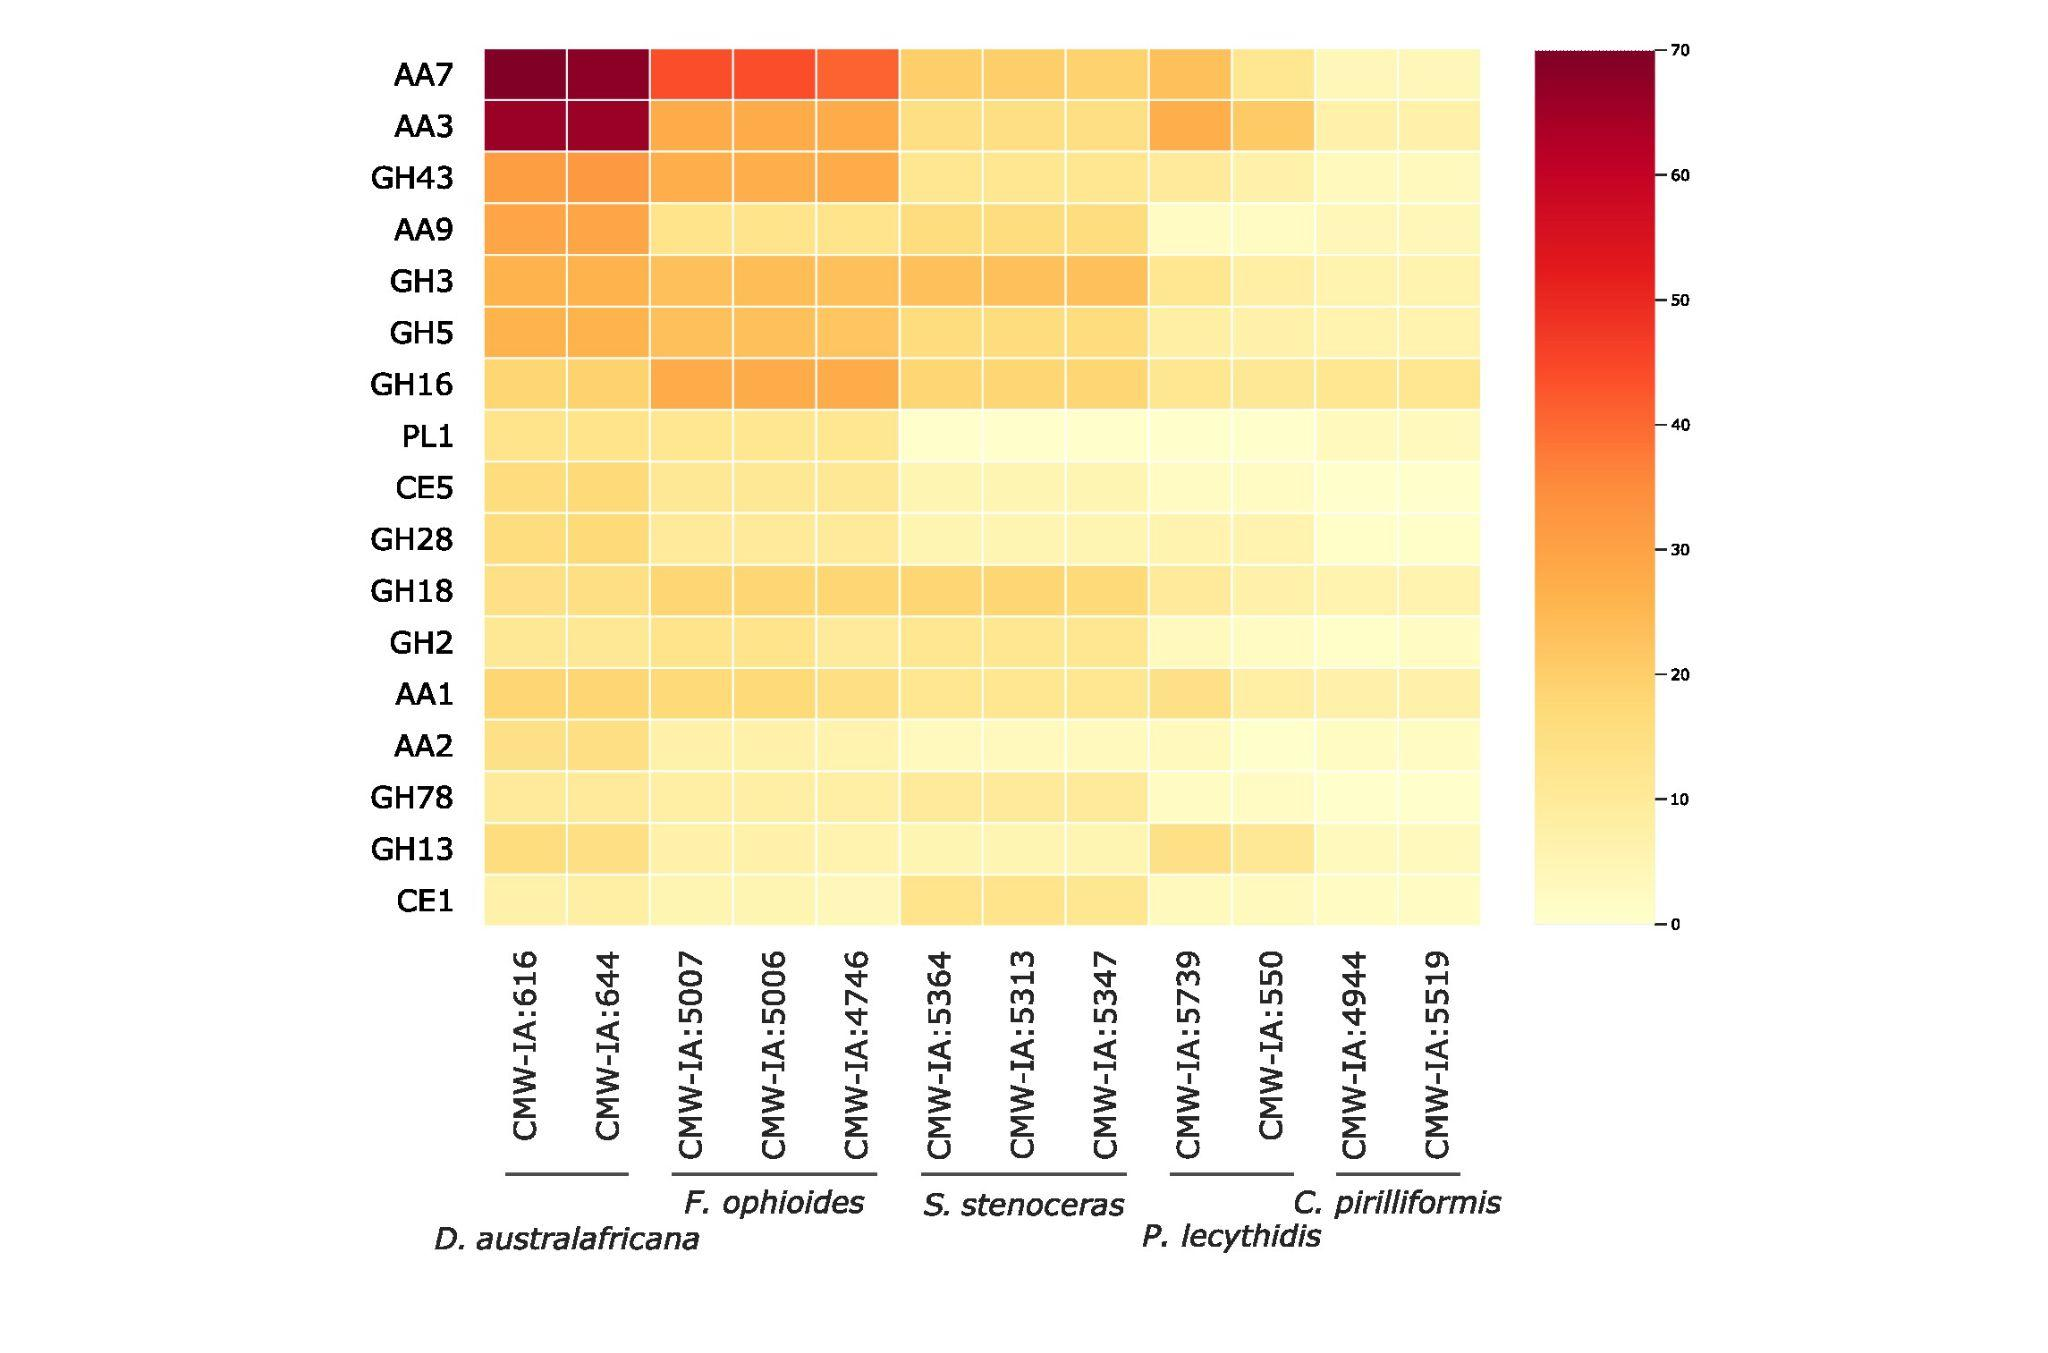 AA7
AA3
GH43
AA9
GH3
GH5
GH16
PL1
CE5
GH28
GH18
GH2
AA1
AA2
GH78
GH13
CE1
70
60
50
40
30
20
10
0
CMW-IA:616
CMW-IA:644
CMW-IA:5007
CMW-IA:5006
CMW-IA:4746
CMW-IA:5364
CMW-IA:5313
CMW-IA:5347
CMW-IA:5739
CMW-IA:550
CMW-IA:4944
CMW-IA:5519
D. australafricana
F. ophioides
S. stenoceras
P. lecythidis
C. pirilliformis